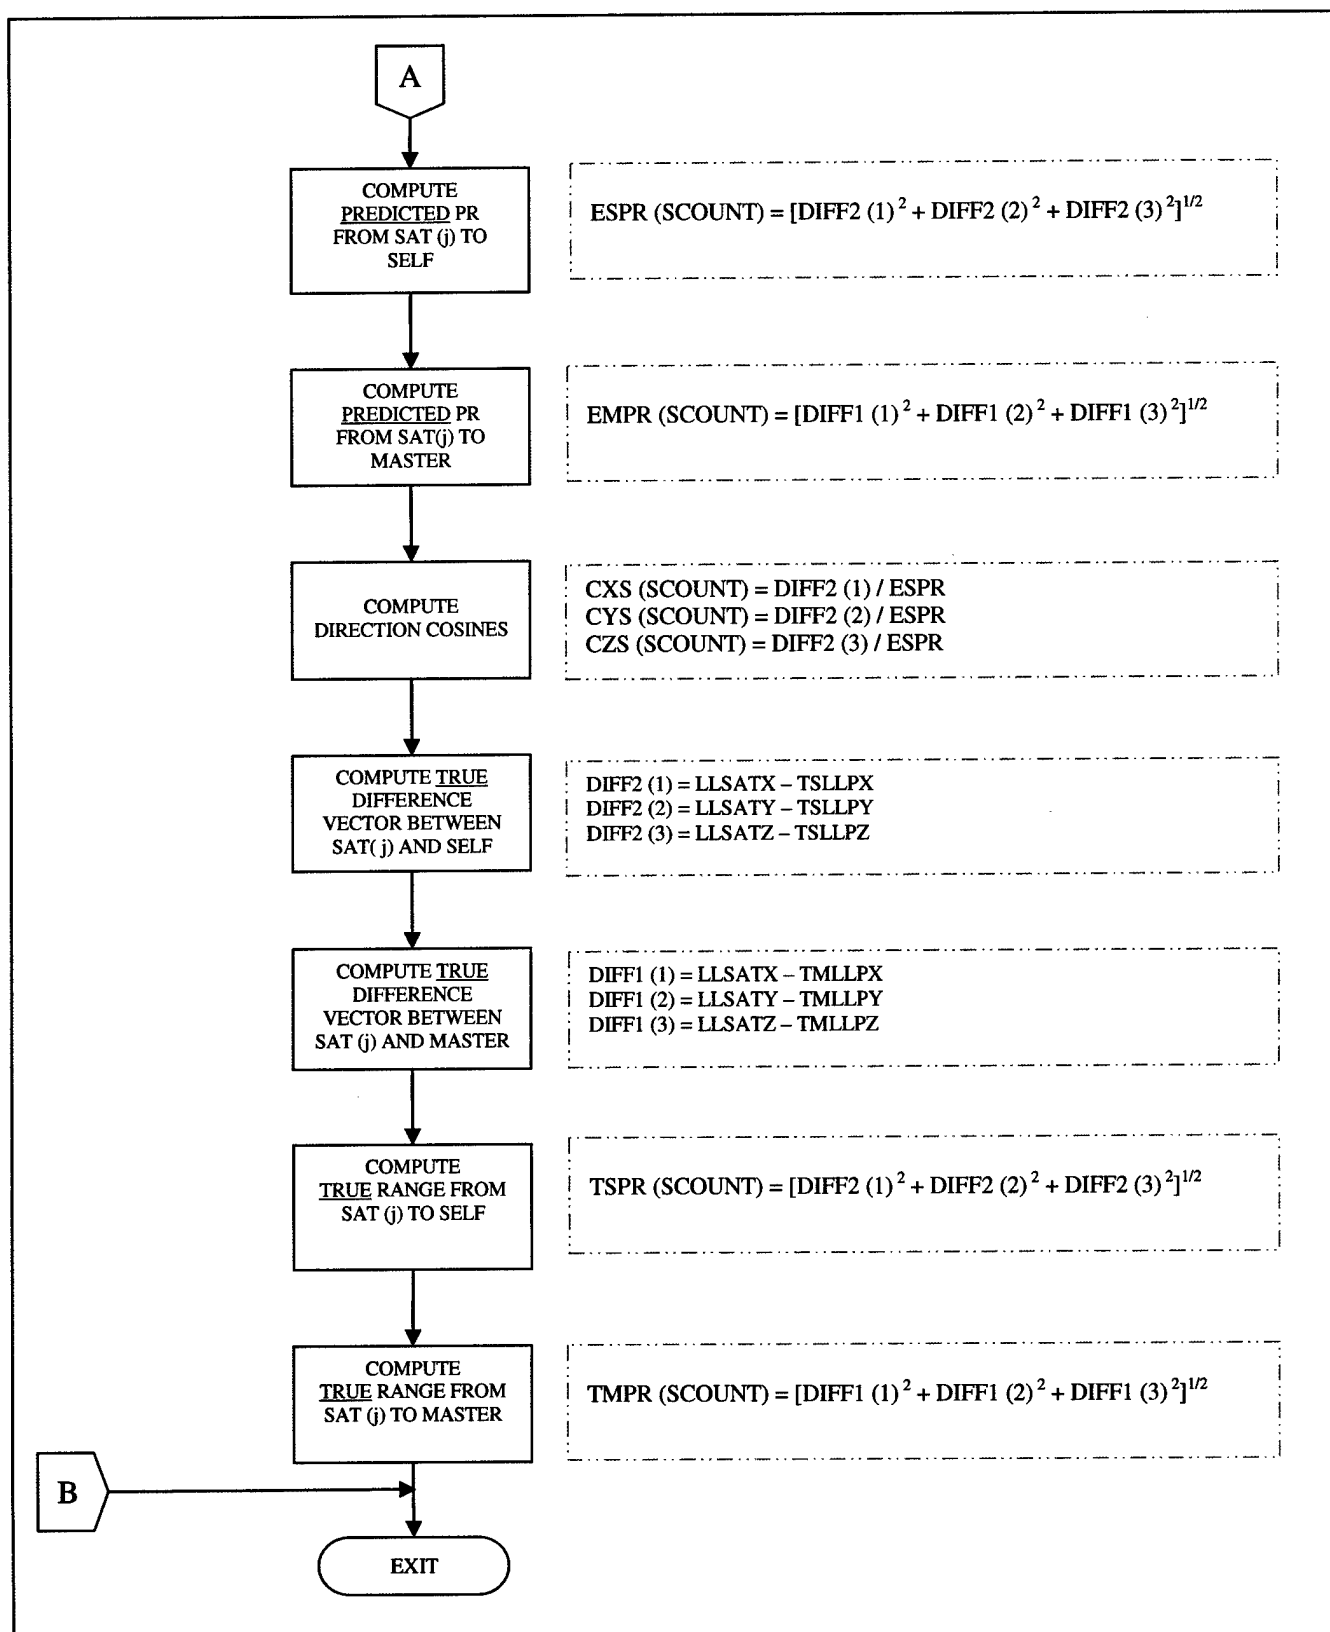 A
COMPUTE
PREDICTED PR
FROM SAT (j) TO
SELF
ESPR (SCOUNT) = [DIFF2 (1)² + DIFF2 (2)² + DIFF2 (3)²]^1/2
COMPUTE
PREDICTED PR
FROM SAT(j) TO
MASTER
EMPR (SCOUNT) = [DIFF1 (1)² + DIFF1 (2)² + DIFF1 (3)²]^1/2
COMPUTE
DIRECTION COSINES
CXS (SCOUNT) = DIFF2 (1) / ESPR
CYS (SCOUNT) = DIFF2 (2) / ESPR
CZS (SCOUNT) = DIFF2 (3) / ESPR
COMPUTE TRUE
DIFFERENCE
VECTOR BETWEEN
SAT( j) AND SELF
DIFF2 (1) = LLSATX – TSLLPX
DIFF2 (2) = LLSATY – TSLLPY
DIFF2 (3) = LLSATZ – TSLLPZ
COMPUTE TRUE
DIFFERENCE
VECTOR BETWEEN
SAT (j) AND MASTER
DIFF1 (1) = LLSATX – TMLLPX
DIFF1 (2) = LLSATY – TMLLPY
DIFF1 (3) = LLSATZ – TMLLPZ
COMPUTE
TRUE RANGE FROM
SAT (j) TO SELF
TSPR (SCOUNT) = [DIFF2 (1)² + DIFF2 (2)² + DIFF2 (3)²]^1/2
COMPUTE
TRUE RANGE FROM
SAT (j) TO MASTER
TMPR (SCOUNT) = [DIFF1 (1)² + DIFF1 (2)² + DIFF1 (3)²]^1/2
B
EXIT